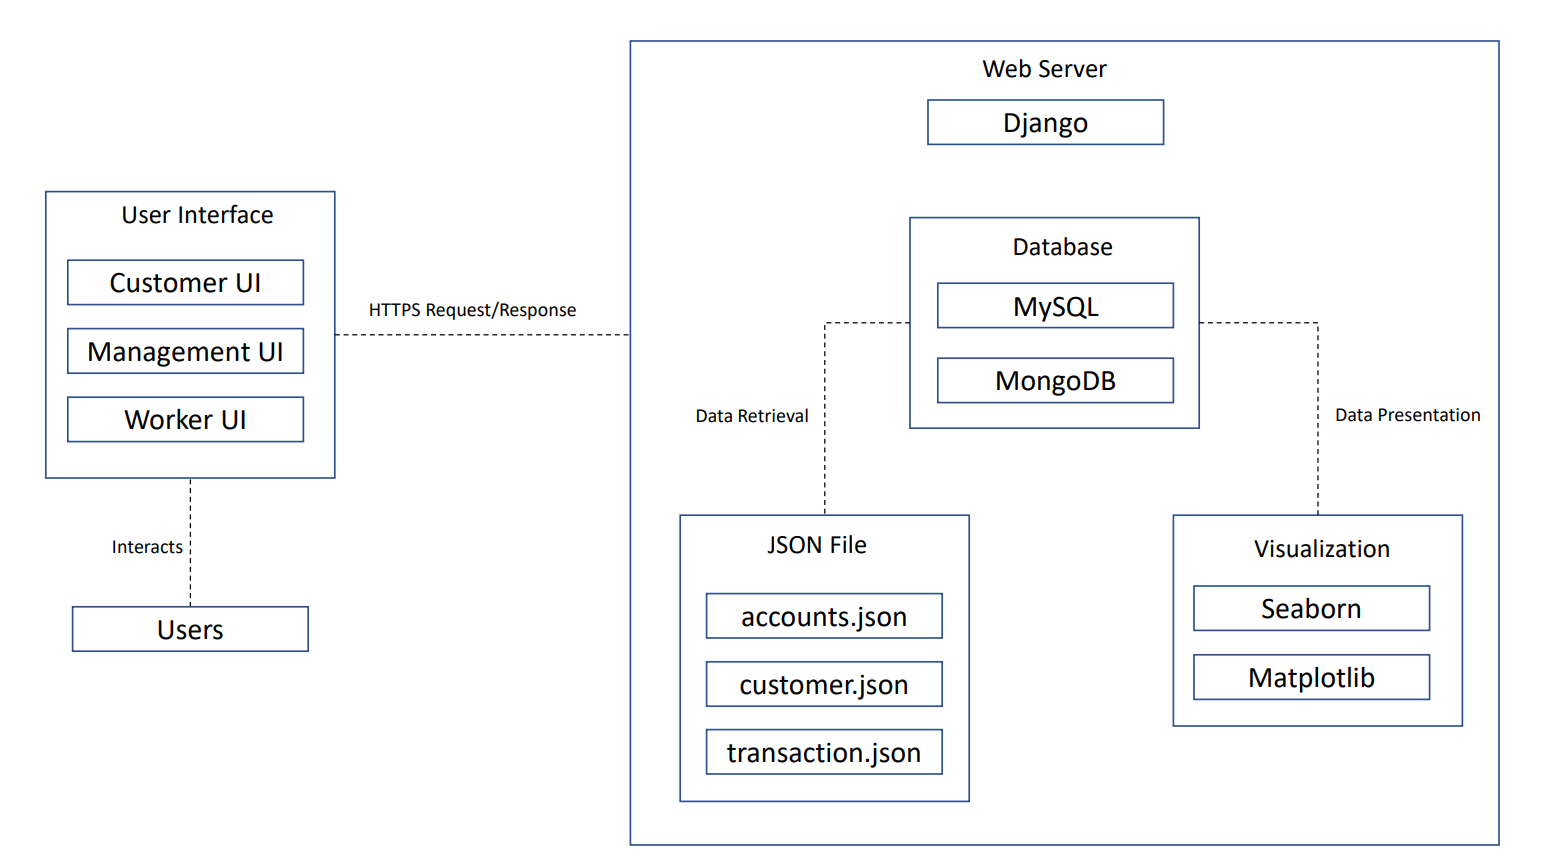 Web Server
Django
User Interface
Customer UI
Management UI
Worker UI
HTTPS Request/Response
Database
MySQL
MongoDB
Data Retrieval
Data Presentation
Interacts
Users
JSON File
accounts.json
customer.json
transaction.json
Visualization
Seaborn
Matplotlib